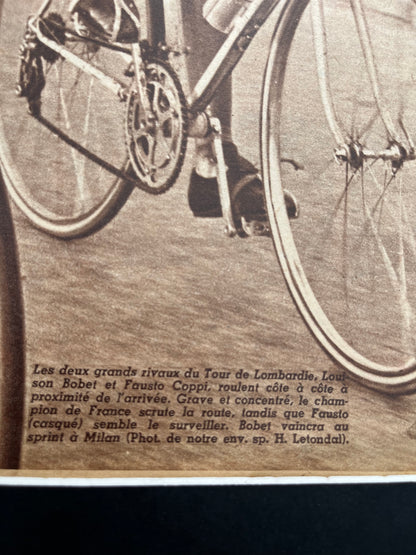 Les deux grands rivaux du Tour de Lombardie, Loui-
son Bobet et Fausto Coppi, roulent côte à côte à
proximité de l'arrivée. Grave et concentré, le cham-
pion de France scrute la route, tandis que Fausto
(casqué) semble le surveiller. Bobet vaincra au
sprint à Milan (Phot. de notre env. sp. H. Letondal).